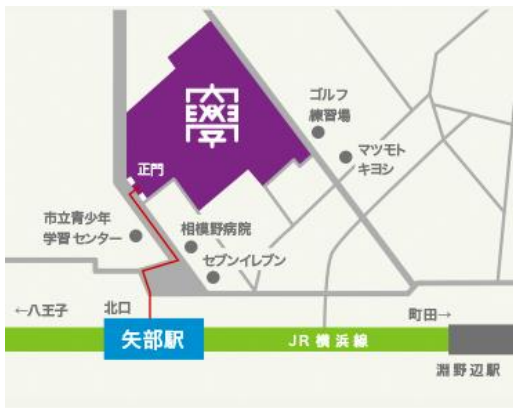 ゴルフ
練習場
マツモト
キヨシ
正門
市立青少年
学習センター
相模野病院
セブンイレブン
←八王子
北口
町田→
矢部駅
JR横浜線
淵野辺駅